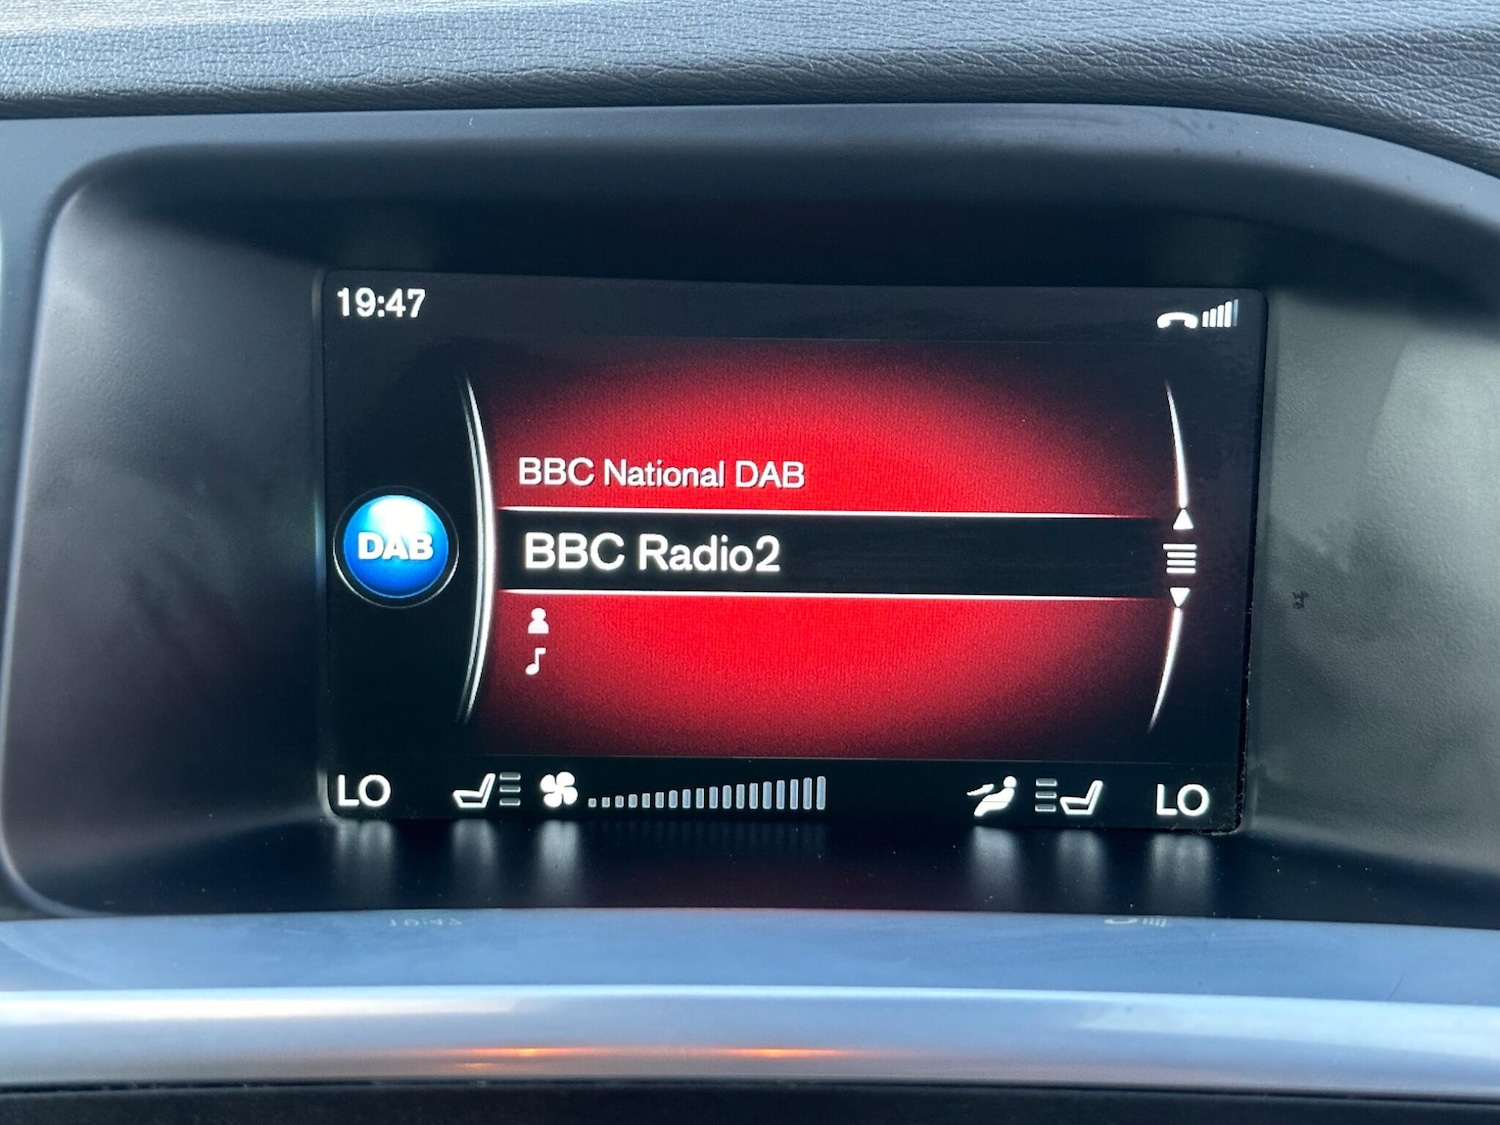 19:47
BBC National DAB
DAB
BBC Radio2
LO
LO